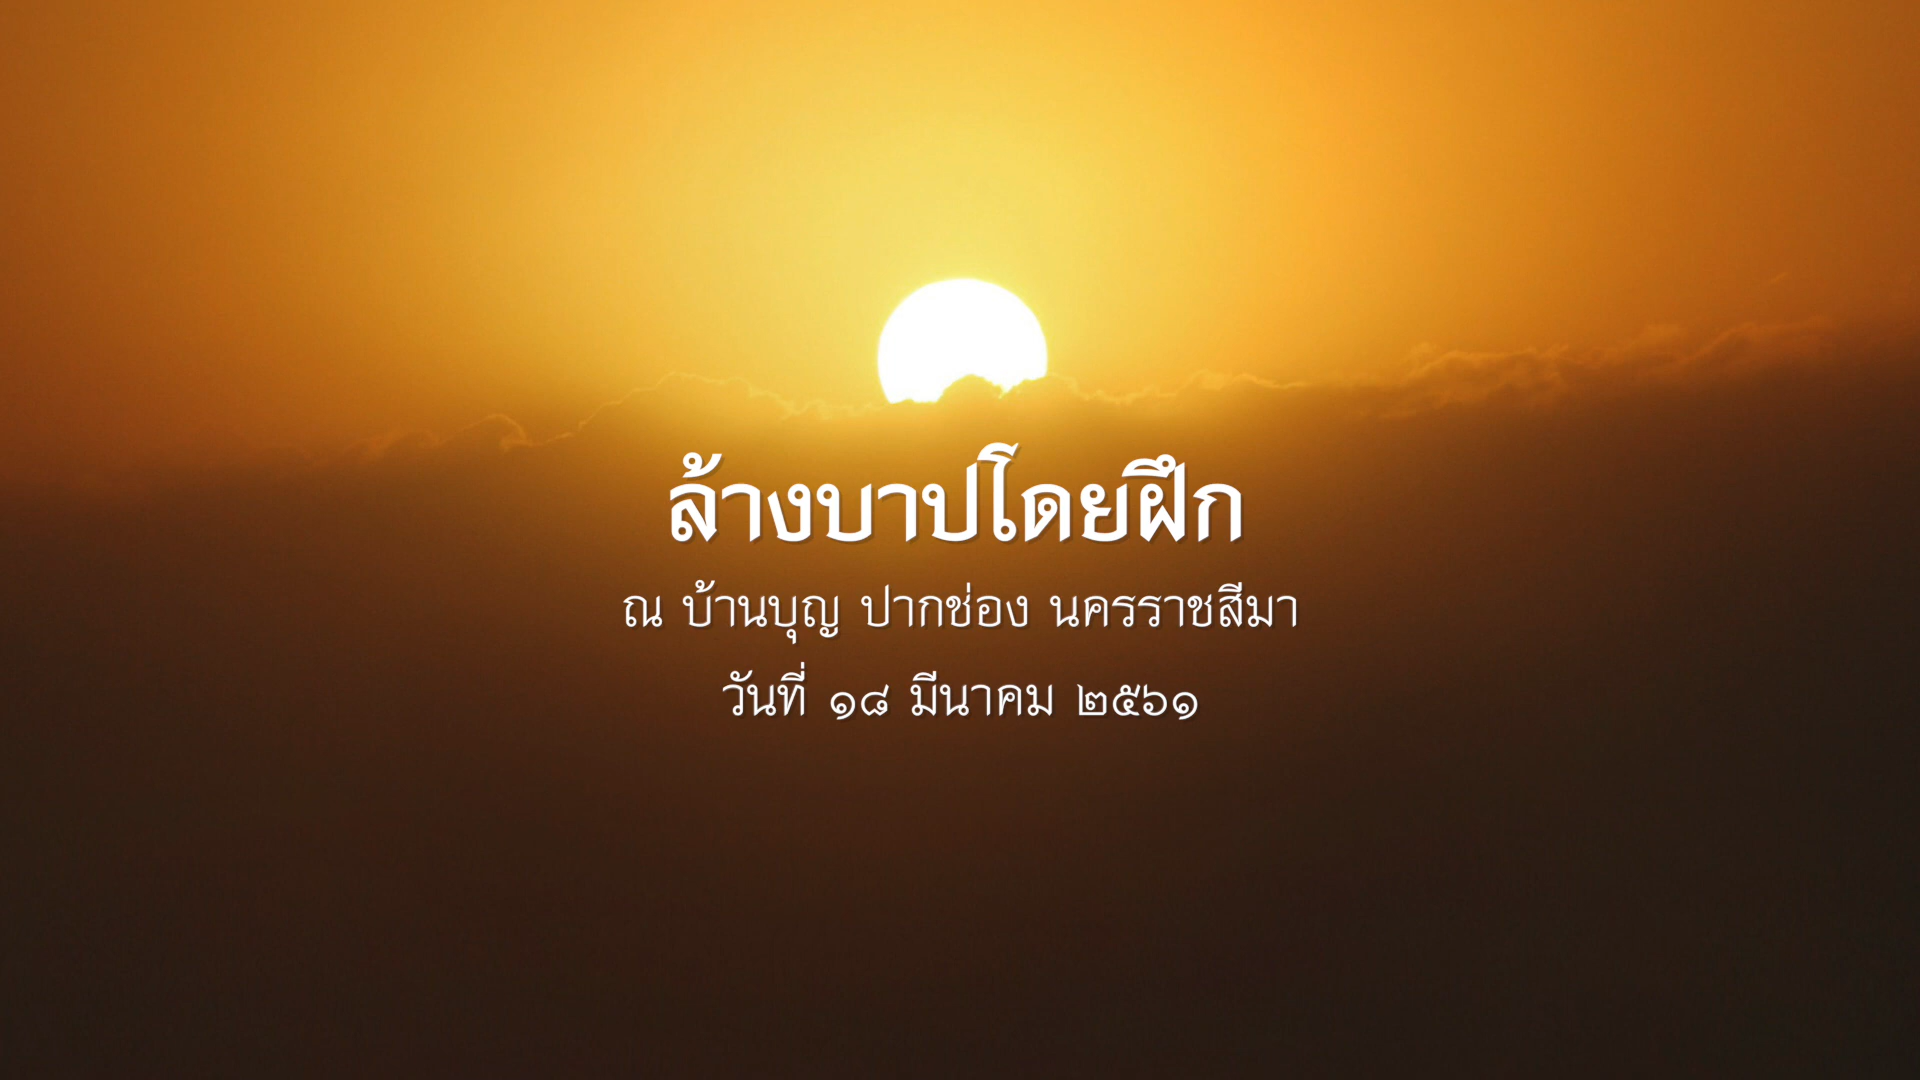 ล้างบาปโดยฝึก
ณ บ้านบุญ ปากช่อง นครราชสีมา
วันที่ ๑๘ มีนาคม ๒๕๖๑